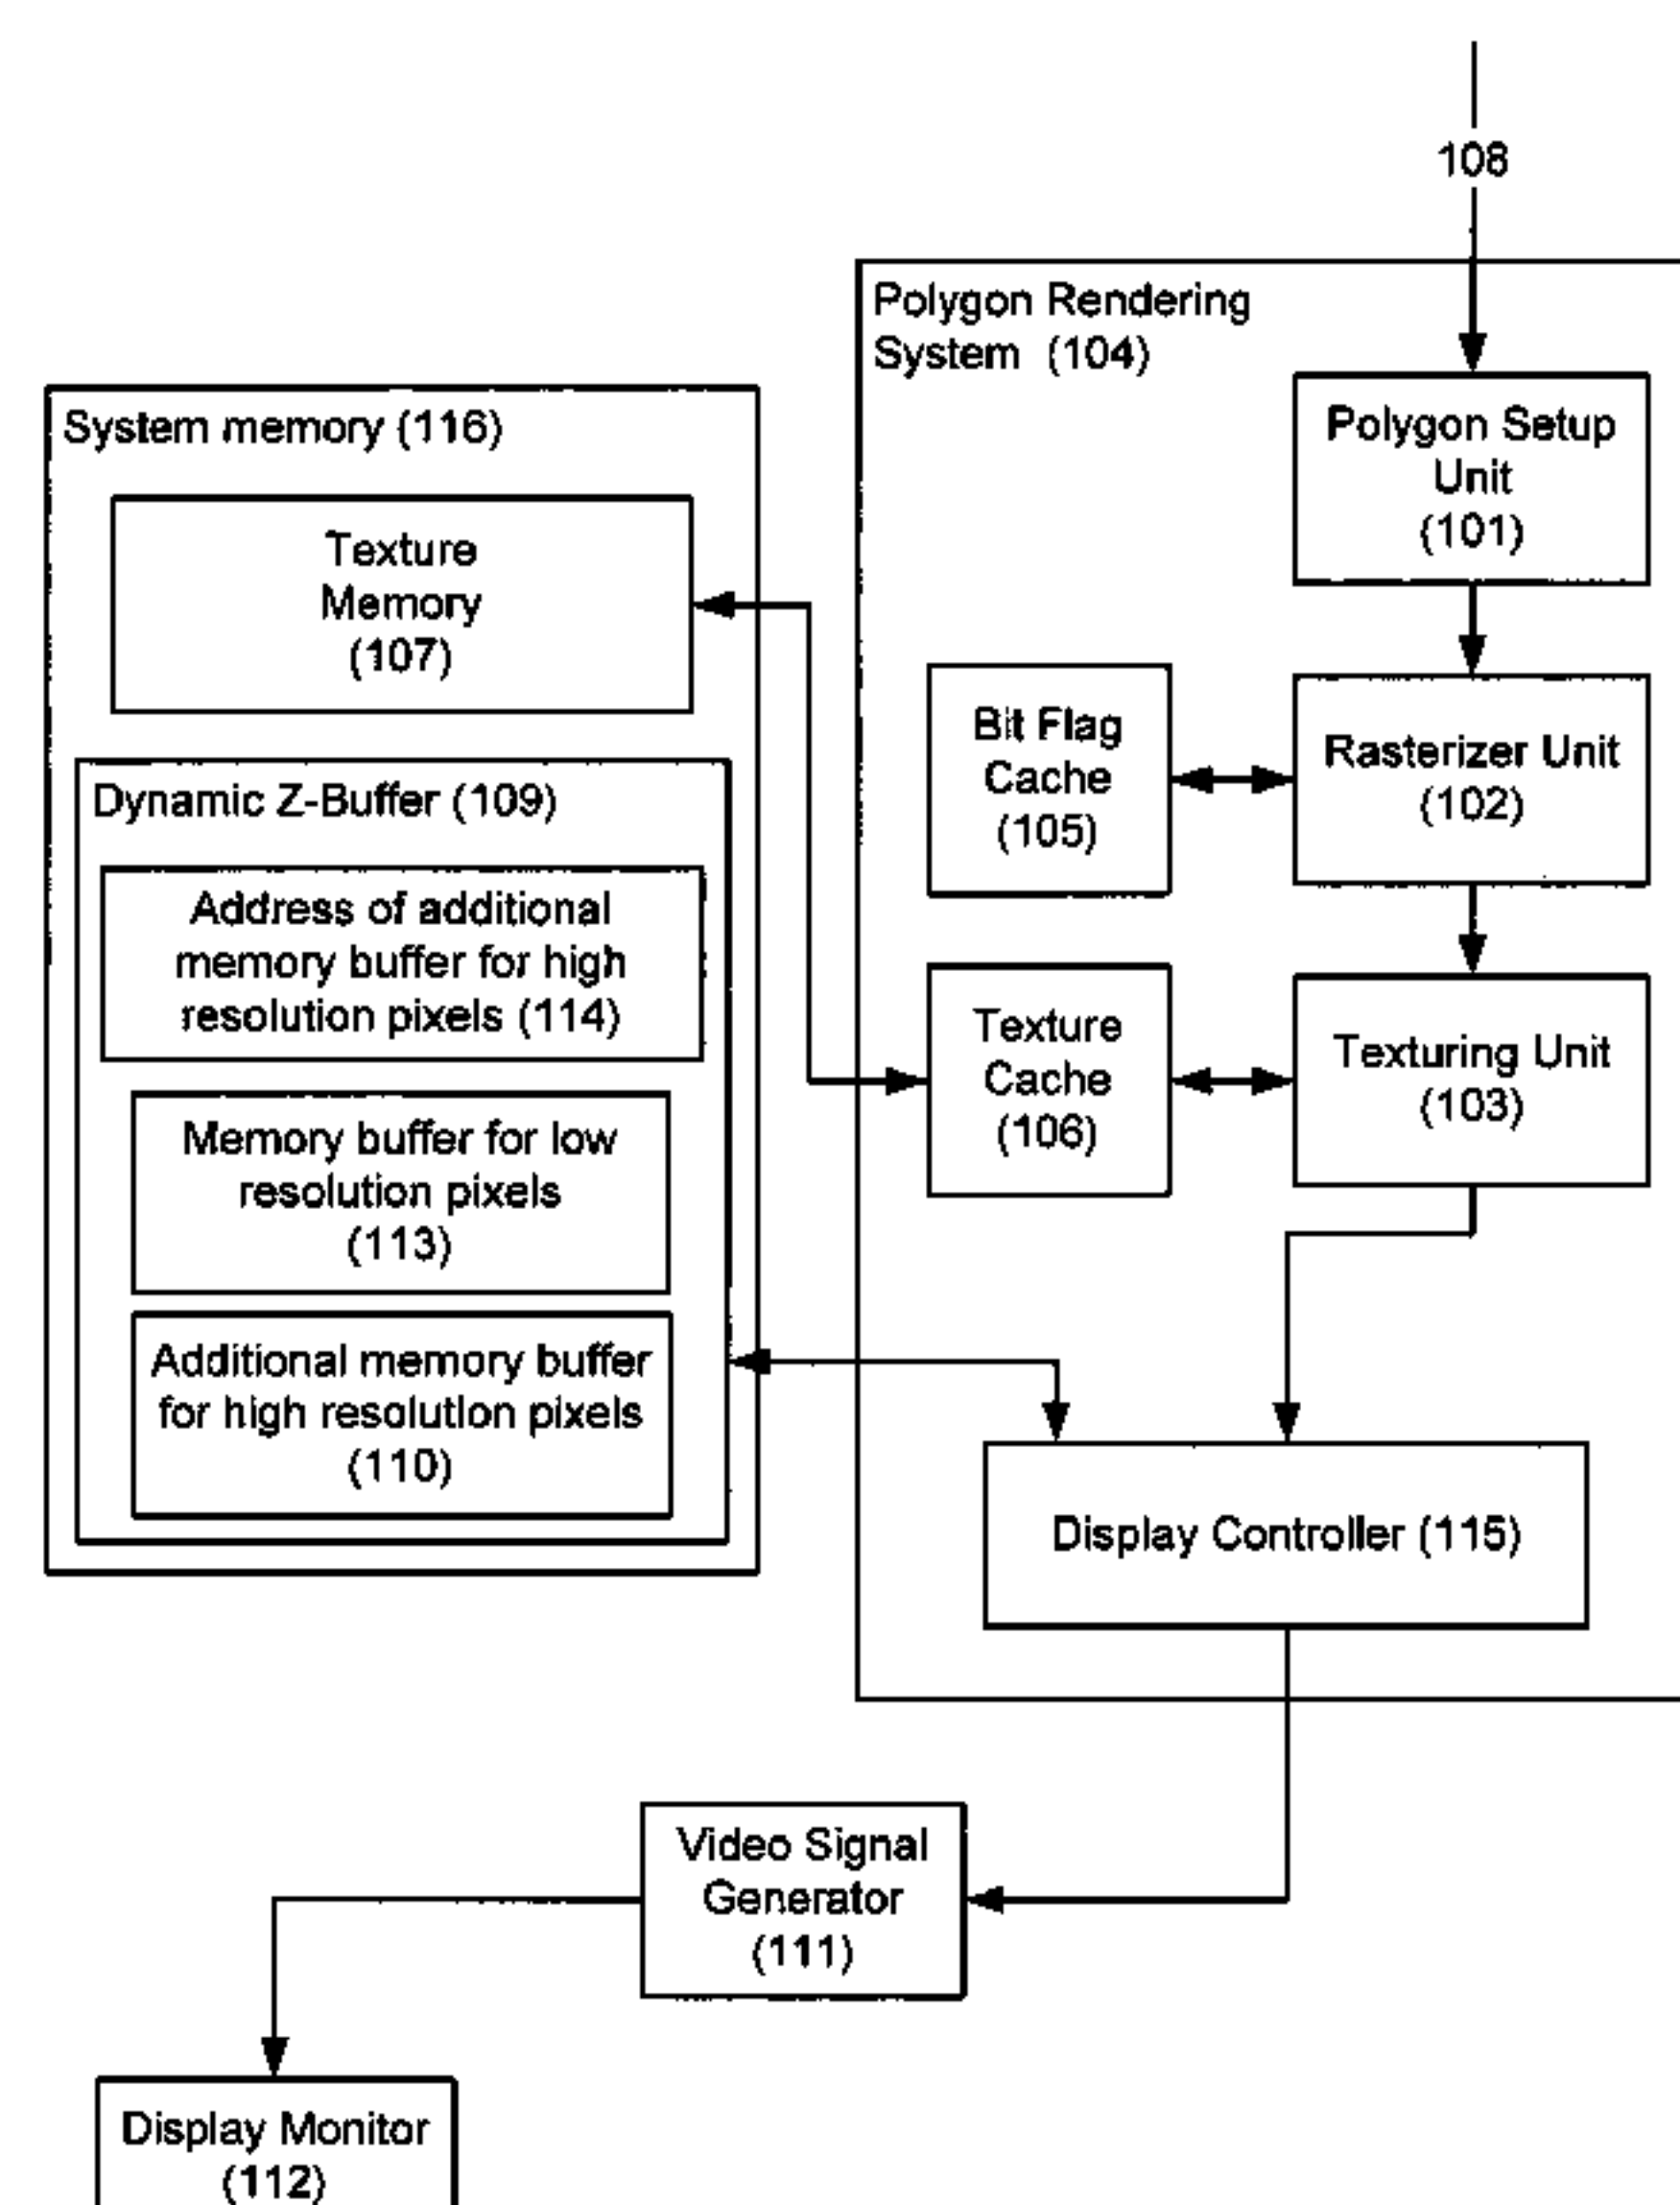 108
Polygon Rendering
System (104)
System memory (116)
Polygon Setup
Unit
(101)
Texture
Memory
(107)
Bit Flag
Cache
(105)
Rasterizer Unit
(102)
Dynamic Z-Buffer (109)
Address of additional
memory buffer for high
resolution pixels (114)
Texture
Cache
(106)
Texturing Unit
(103)
Memory buffer for low
resolution pixels
(113)
Additional memory buffer
for high resolution pixels
(110)
Display Controller (115)
Video Signal
Generator
(111)
Display Monitor
(112)